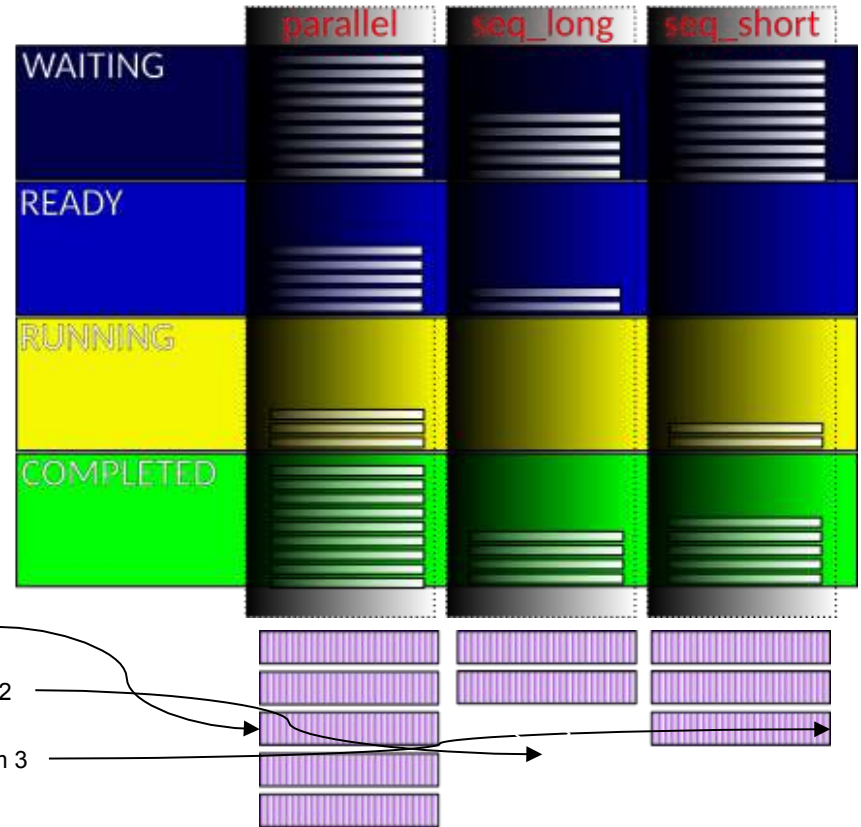 parallel seq_long seq_short
WAITING
READY
RUNNING
COMPLETED
2
n 3